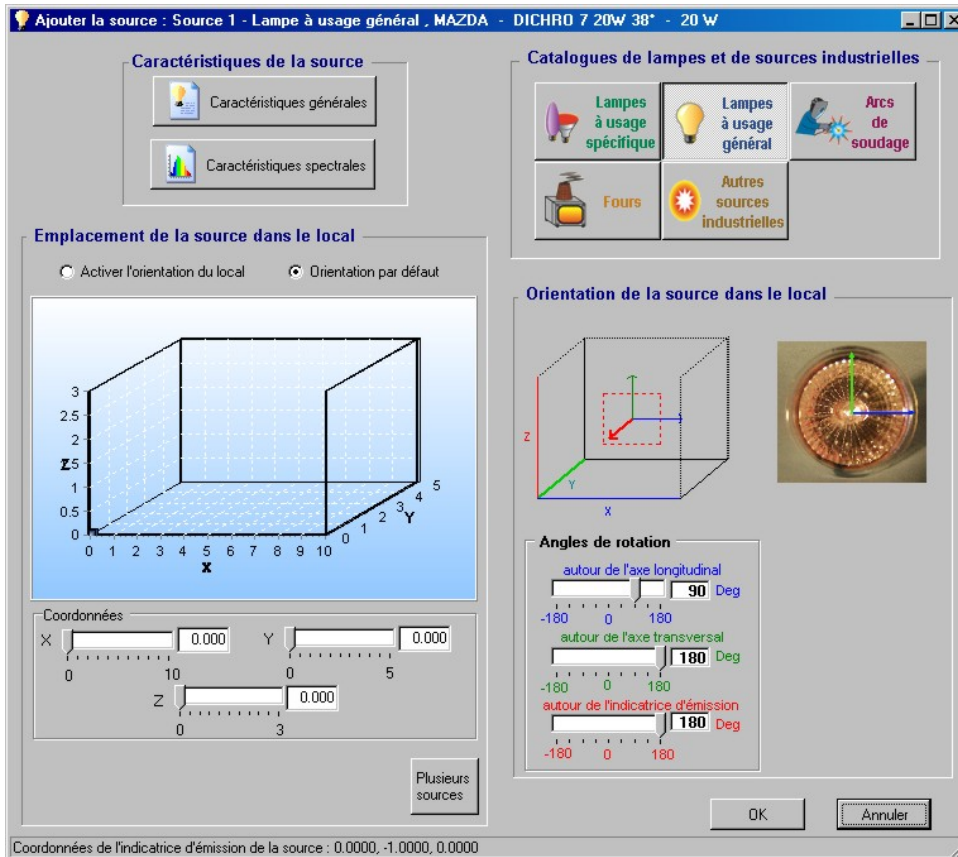 Ajouter la source : Source 1 - Lampe à usage général , MAZDA - DICHRO 7 20W 38° - 20 W
Caractéristiques de la source
Caractéristiques générales
Caractéristiques spectrales
Catalogues de lampes et de sources industrielles
Lampes
à usage
spécifique
Lampes
à usage
général
Arcs
de
soudage
Fours
Autres
sources
industrielles
Emplacement de la source dans le local
Activer l'orientation du local
Orientation par défaut
3
2.5
2
Z
1.5
1
0.5
0
0 1 2 3 4 5 6 7 8 9 10
X
0 1 2 3 4 5
Y
Coordonnées
X 0.000
0 10
Y 0.000
0 5
Z 0.000
0 3
Plusieurs
sources
Orientation de la source dans le local
Z
Y
X
Angles de rotation
autour de l'axe longitudinal
90 Deg
-180 0 180
autour de l'axe transversal
180 Deg
-180 0 180
autour de l'indicatrice d'émission
180 Deg
-180 0 180
OK
Annuler
Coordonnées de l'indicatrice d'émission de la source : 0.0000, -1.0000, 0.0000